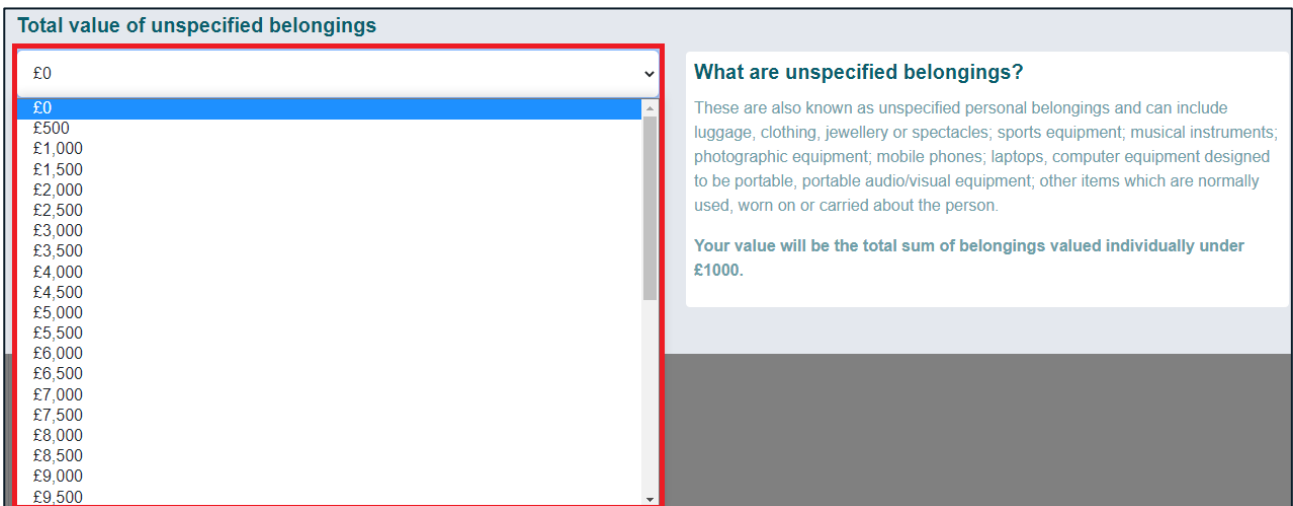 Total value of unspecified belongings
£0
£0
£500
£1,000
£1,500
£2,000
£2,500
£3,000
£3,500
£4,000
£4,500
£5,000
£5,500
£6,000
£6,500
£7,000
£7,500
£8,000
£8,500
£9,000
£9,500
What are unspecified belongings?
These are also known as unspecified personal belongings and can include
luggage, clothing, jewellery or spectacles; sports equipment; musical instruments;
photographic equipment; mobile phones; laptops, computer equipment designed
to be portable, portable audio/visual equipment; other items which are normally
used, worn on or carried about the person.
Your value will be the total sum of belongings valued individually under
£1000.